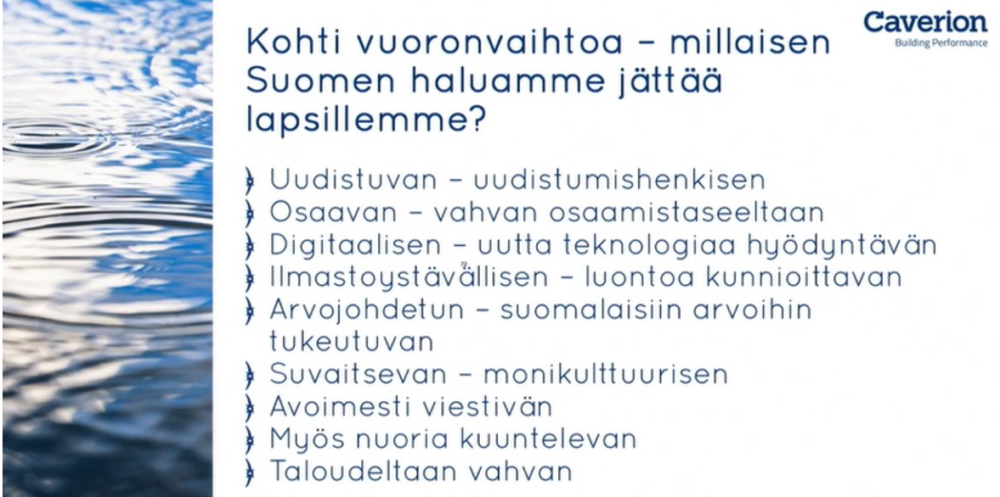 Caverion
Building Performance
Kohti vuoronvaihtoa – millaisen
Suomen haluamme jättää
lapsillemme?
Uudistuvan – uudistumishenkisen
Osaavan – vahvan osaamistaseeltaan
Digitaalisen – uutta teknologiaa hyödyntävän
Ilmastoystävällisen – luontoa kunnioittavan
Arvojohdetun – suomalaisiin arvoihin
tukeutuvan
Suvaitsevan – monikulttuurisen
Avoimesti viestivän
Myös nuoria kuuntelevan
Taloudeltaan vahvan